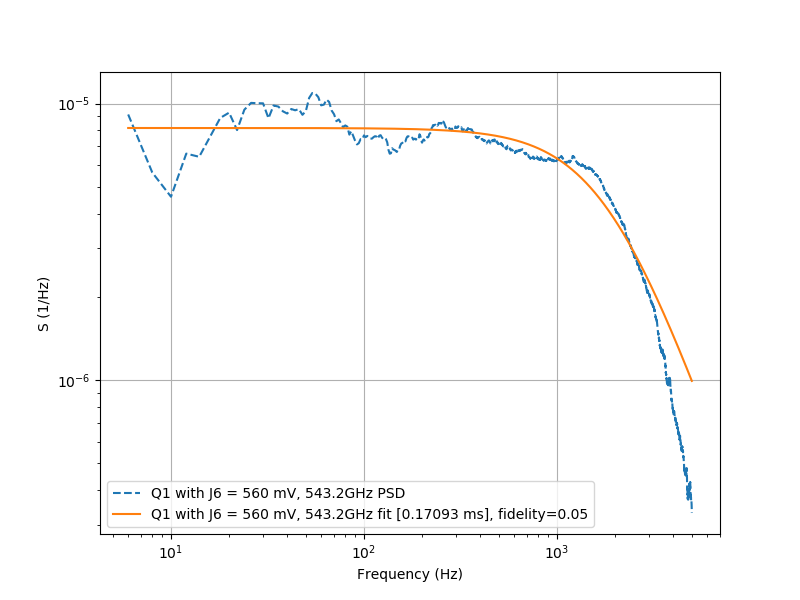 10⁻⁵
S (1/Hz)
10⁻⁶
Q1 with J6 = 560 mV, 543.2GHz PSD
Q1 with J6 = 560 mV, 543.2GHz fit [0.17093 ms], fidelity=0.05
10¹ 10² 10³
Frequency (Hz)